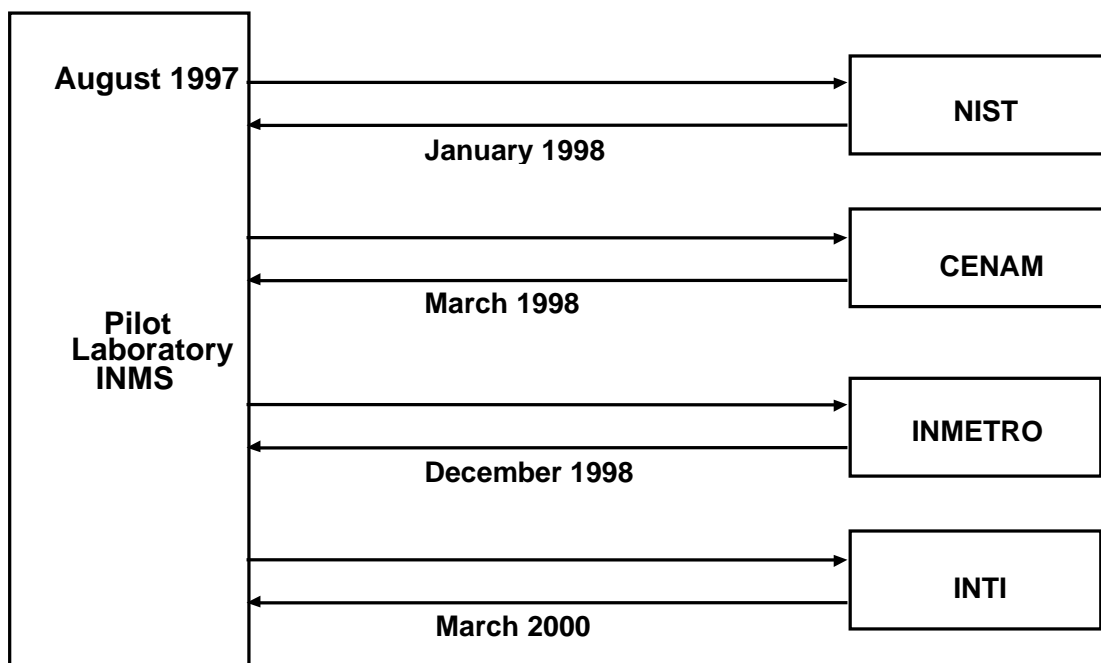 August 1997
NIST
January 1998
CENAM
March 1998
Pilot
Laboratory
INMS
INMETRO
December 1998
INTI
March 2000